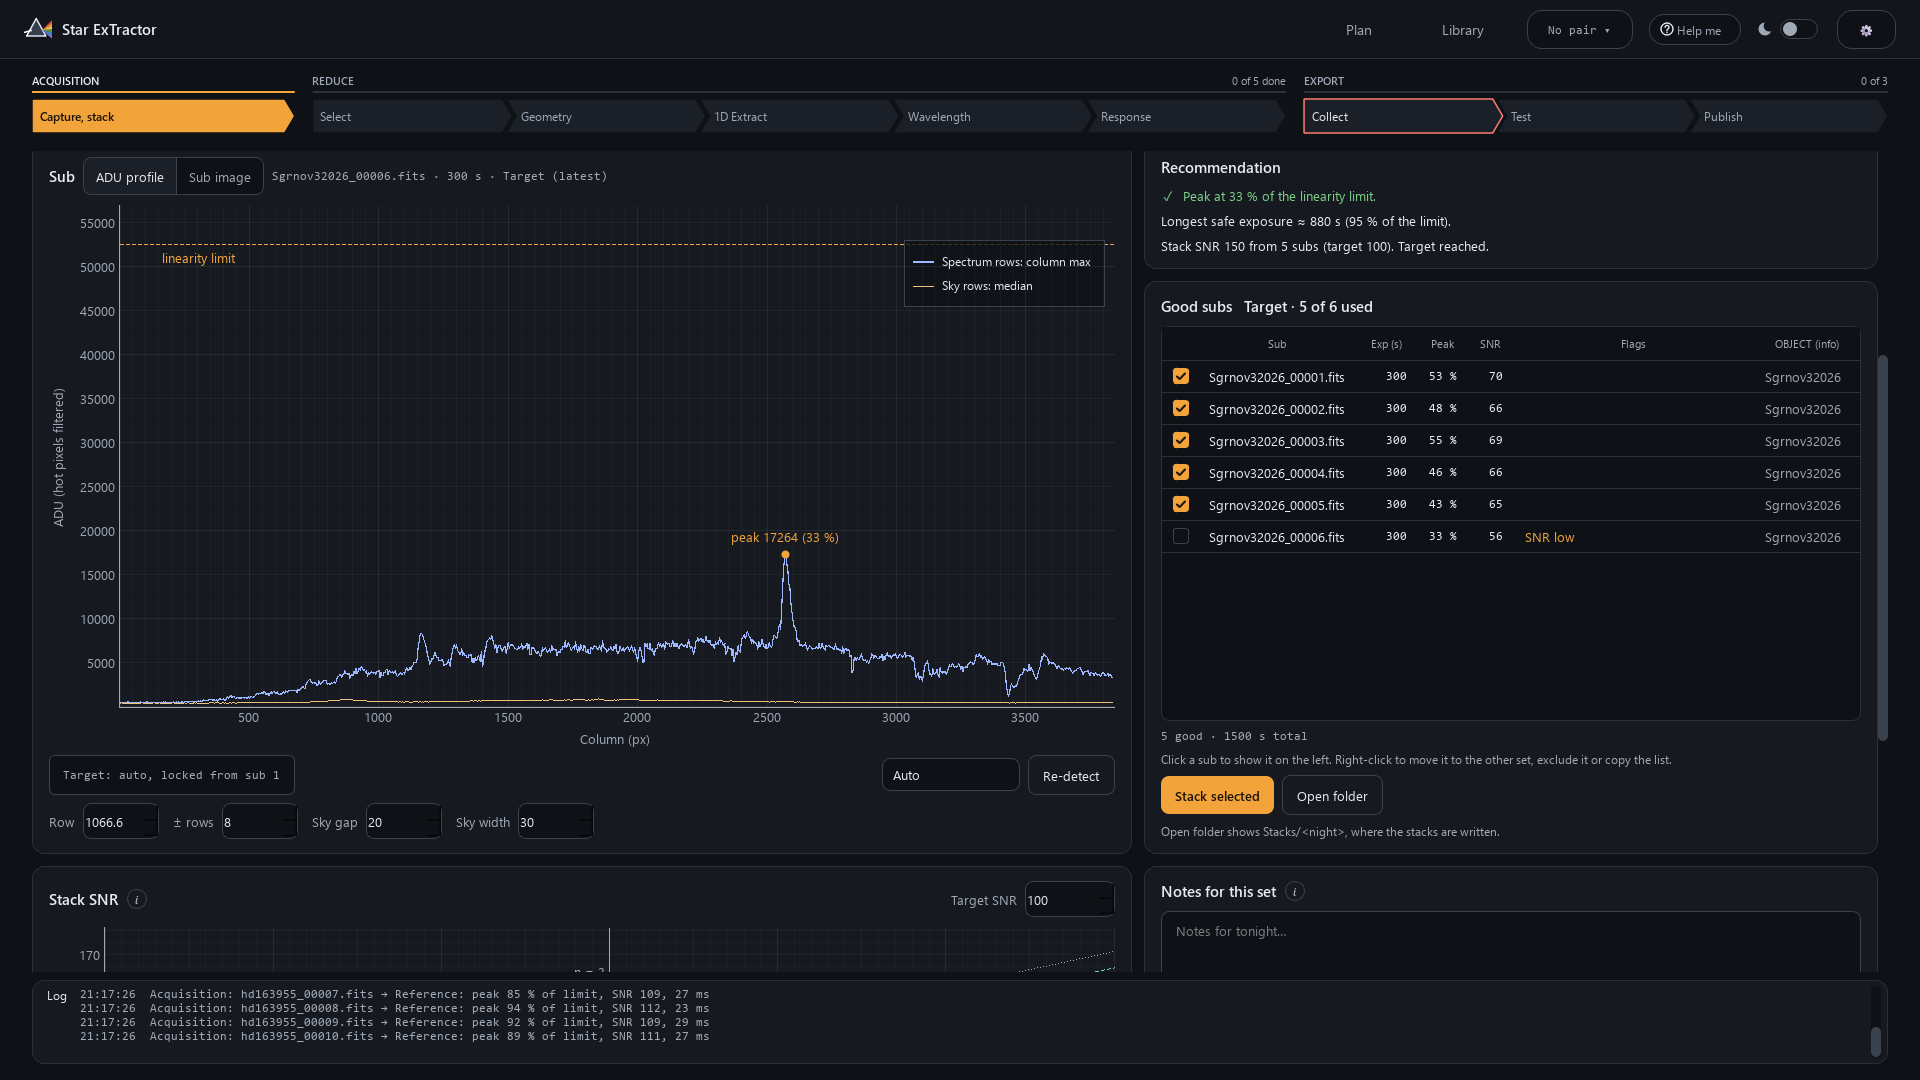 Star ExTractor
Plan
Library
No pair ▾
Help me
ACQUISITION
REDUCE
0 of 5 done
EXPORT
0 of 3
Capture, stack
Select
Geometry
1D Extract
Wavelength
Response
Collect
Test
Publish
Sub
ADU profile
Sub image
Sgrnov32026_00006.fits · 300 s · Target (latest)
55000
50000
45000
40000
35000
30000
25000
20000
15000
10000
5000
ADU (hot pixels filtered)
linearity limit
Spectrum rows: column max
Sky rows: median
peak 17264 (33 %)
500
1000
1500
2000
2500
3000
3500
Column (px)
Target: auto, locked from sub 1
Auto
Re-detect
Row 1066.6
± rows 8
Sky gap 20
Sky width 30
Recommendation
✓ Peak at 33 % of the linearity limit.
Longest safe exposure ≈ 880 s (95 % of the limit).
Stack SNR 150 from 5 subs (target 100). Target reached.
Good subs Target · 5 of 6 used
Sub Exp (s) Peak SNR Flags OBJECT (info)
Sgrnov32026_00001.fits 300 53 % 70 Sgrnov32026
Sgrnov32026_00002.fits 300 48 % 66 Sgrnov32026
Sgrnov32026_00003.fits 300 55 % 69 Sgrnov32026
Sgrnov32026_00004.fits 300 46 % 66 Sgrnov32026
Sgrnov32026_00005.fits 300 43 % 65 Sgrnov32026
Sgrnov32026_00006.fits 300 33 % 56 SNR low Sgrnov32026
5 good · 1500 s total
Click a sub to show it on the left. Right-click to move it to the other set, exclude it or copy the list.
Stack selected
Open folder
Open folder shows Stacks/<night>, where the stacks are written.
Stack SNR i
Target SNR 100
170
Notes for this set i
Notes for tonight...
Log
21:17:26 Acquisition: hd163955_00007.fits → Reference: peak 85 % of limit, SNR 109, 27 ms
21:17:26 Acquisition: hd163955_00008.fits → Reference: peak 94 % of limit, SNR 112, 23 ms
21:17:26 Acquisition: hd163955_00009.fits → Reference: peak 92 % of limit, SNR 109, 29 ms
21:17:26 Acquisition: hd163955_00010.fits → Reference: peak 89 % of limit, SNR 111, 27 ms